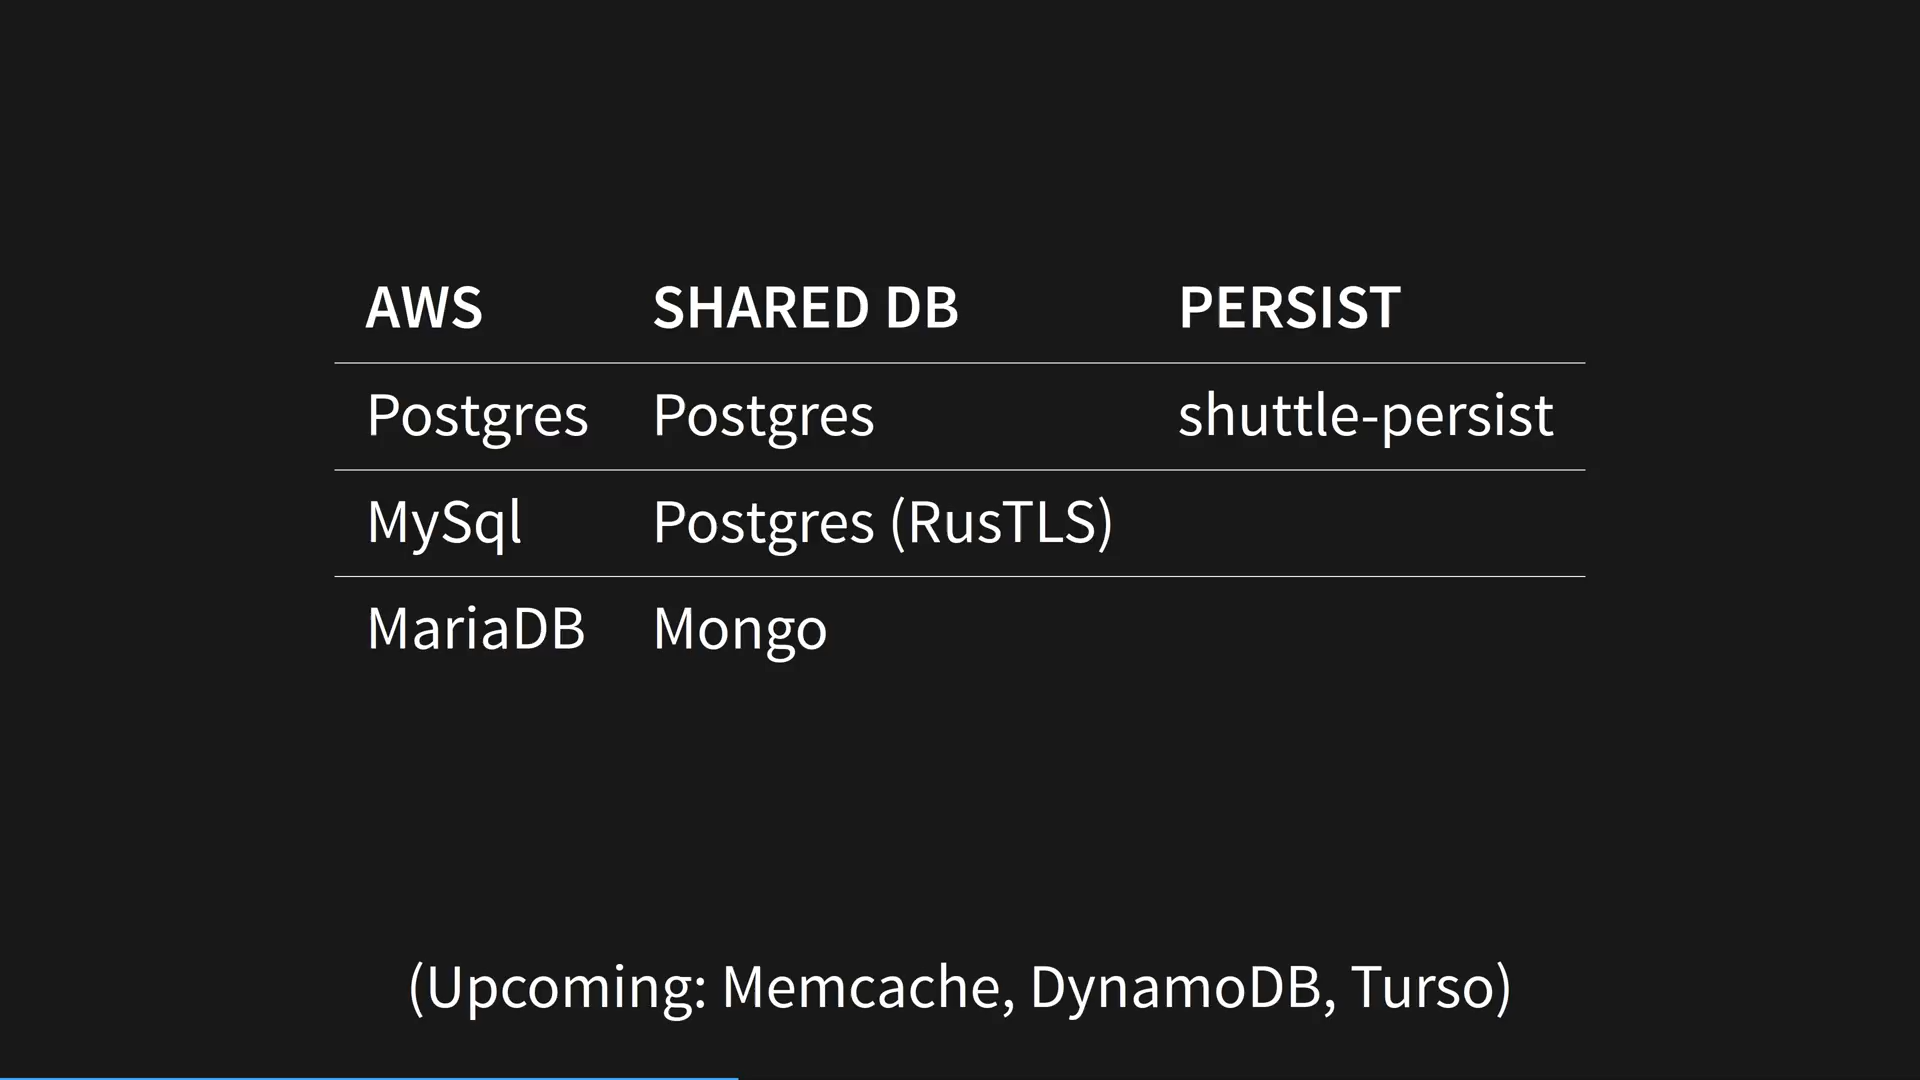 AWS SHARED DB PERSIST
Postgres Postgres shuttle-persist
MySql Postgres (RusTLS)
MariaDB Mongo
(Upcoming: Memcache, DynamoDB, Turso)